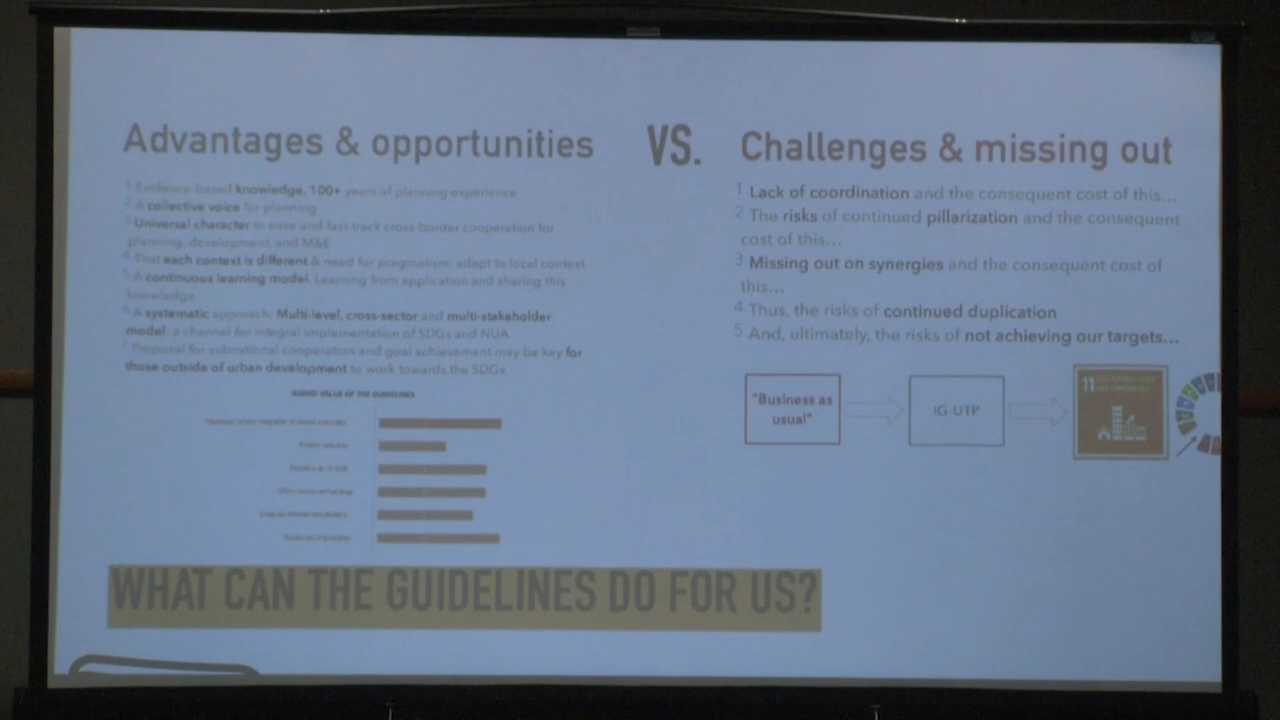 Advantages & opportunities
VS.
Challenges & missing out
1 Evidence-based knowledge, 100+ years of planning experience
2 A collective voice for planning
3 Universal character to ease and fast-track cross-border cooperation for
planning, development, and M&E
4 That each context is different & need for pragmatism: adapt to local context
5 A continuous learning model. Learning from application and sharing this
knowledge
6 A systematic approach: Multi-level, cross-sector and multi-stakeholder
model: a channel for integral implementation of SDGs and NUA
7 Proposal for subnational cooperation and goal achievement may be key for
those outside of urban development to work towards the SDGs
ADDED VALUE OF THE GUIDELINES
1 Lack of coordination and the consequent cost of this...
2 The risks of continued pillarization and the consequent
cost of this...
3 Missing out on synergies and the consequent cost of
this...
4 Thus, the risks of continued duplication
5 And, ultimately, the risks of not achieving our targets...
"Business as
usual"
IG-UTP
11
WHAT CAN THE GUIDELINES DO FOR US?